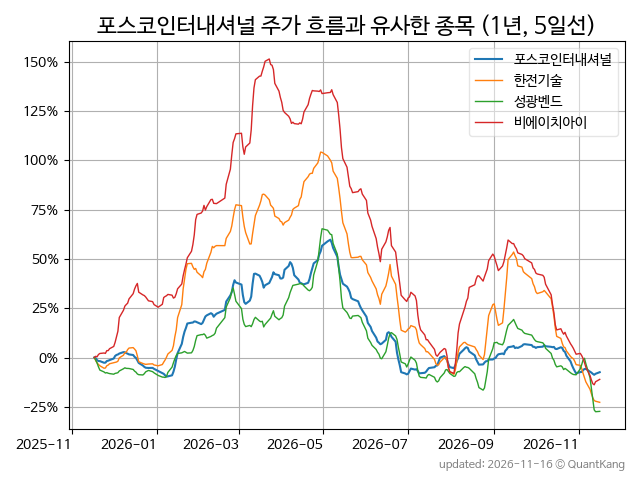 포스코인터내셔널 주가 흐름과 유사한 종목 (1년, 5일선)
포스코인터내셔널
한전기술
성광벤드
비에이치아이
150%
125%
100%
75%
50%
25%
0%
−25%
2025-11 2026-01 2026-03 2026-05 2026-07 2026-09 2026-11
updated: 2026-11-16 © QuantKang